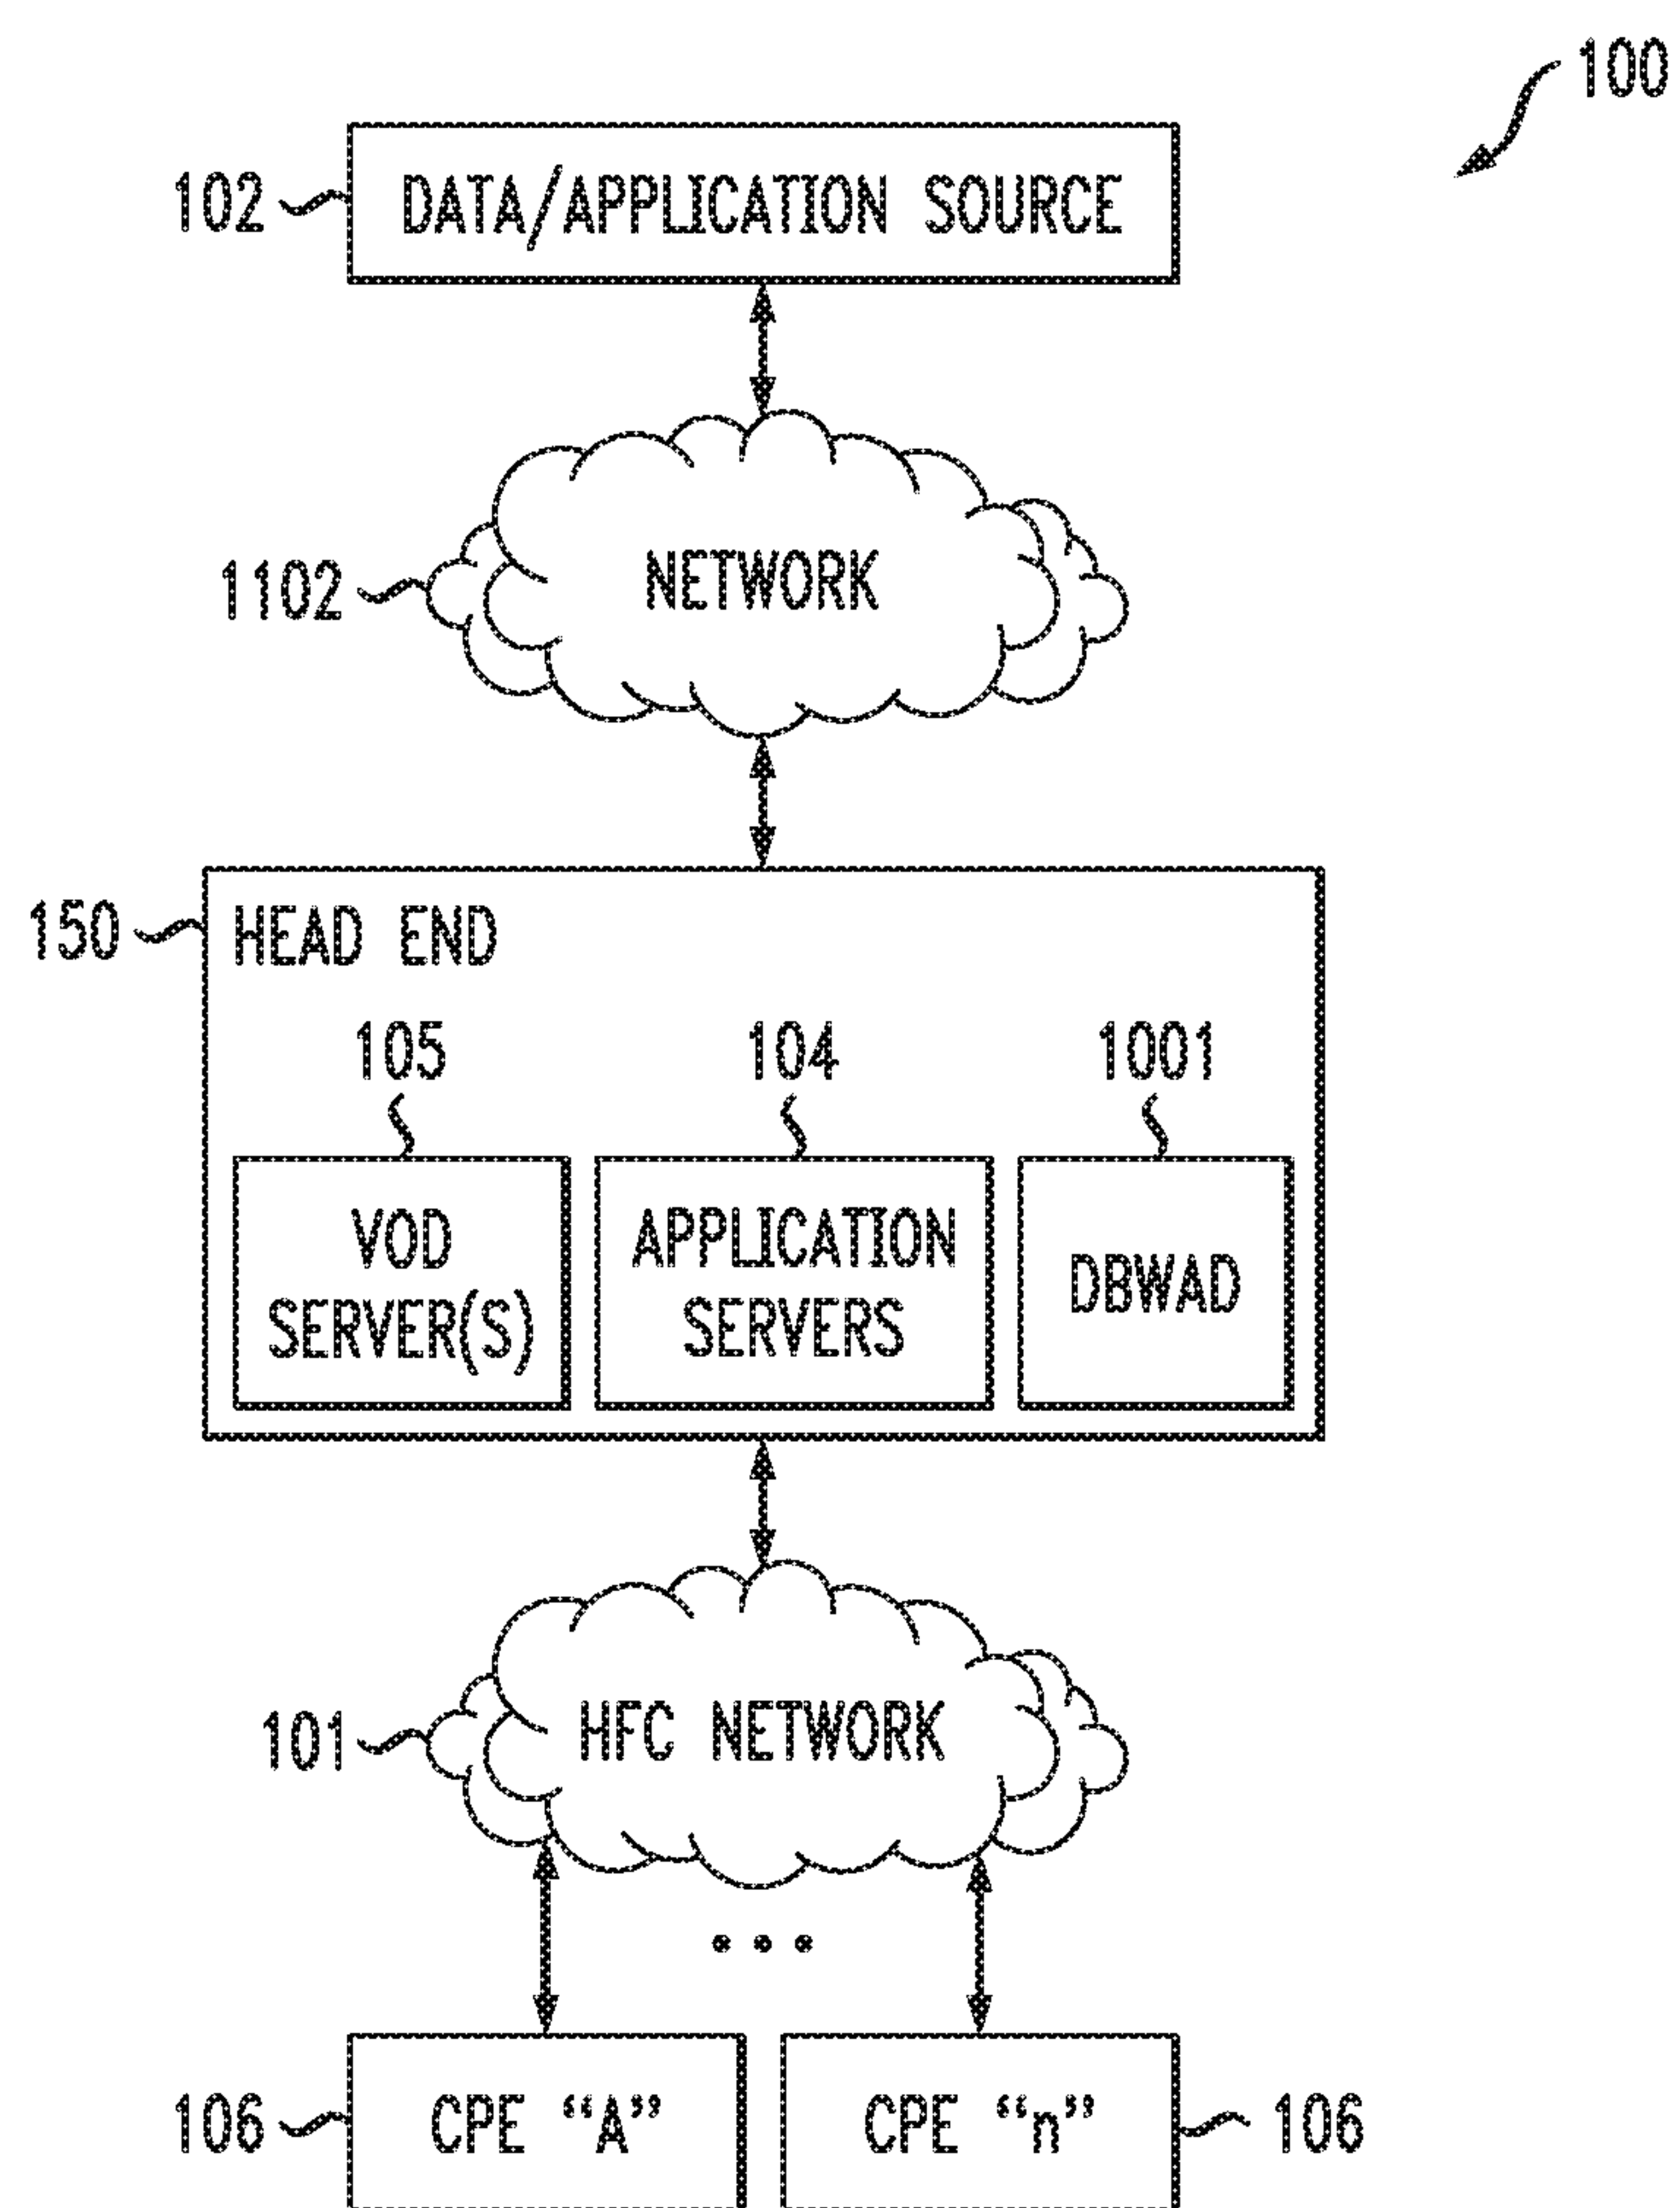 100
102 DATA/APPLICATION SOURCE
1102 NETWORK
150 HEAD END
105 104 1001
VOD SERVER(S)
APPLICATION SERVERS
DBWAD
101 HFC NETWORK
106 CPE “A” CPE “n” 106